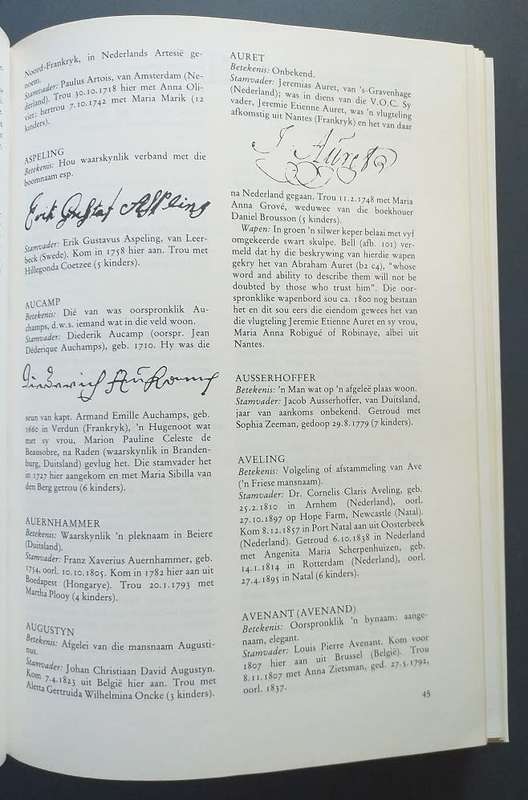 Noord-Frankryk, in Nederlands Artesië ge-
noem.
Stamvader: Paulus Artois, van Amsterdam (Ne-
derland). Trou 30.10.1718 hier met Anna Oli-
vier; hertrou 7.10.1742 met Maria Marik (12
kinders).
ASPELING
Betekenis: Hou waarskynlik verband met die
boomnaam esp.
Erik Gustaf Aspeling
Stamvader: Erik Gustavus Aspeling, van Leer-
beck (Swede). Kom in 1758 hier aan. Trou met
Hillegonda Coetzee (5 kinders).
AUCAMP
Betekenis: Dié van was oorspronklik Au-
champs, d.w.s. iemand wat in die veld woon.
Stamvader: Diederik Aucamp (oorspr. Jean
Déderique Auchamps), geb. 1710. Hy was die
Diederich Aukamp
seun van kapt. Armand Emille Auchamps, geb.
1660 in Verdun (Frankryk), 'n Hugenoot wat
met sy vrou, Marion Pauline Celeste de
Beausobre, na Raden (waarskynlik in Branden-
burg, Duitsland) gevlug het. Die stamvader het
in 1727 hier aangekom en met Maria Sibilla van
den Berg getrou (6 kinders).
AUERNHAMMER
Betekenis: Waarskynlik 'n pleknaam in Beiere
(Duitsland).
Stamvader: Franz Xaverius Auernhammer, geb.
1754, oorl. 10.10.1805. Kom in 1782 hier aan uit
Boedapest (Hongarye). Trou 20.1.1793 met
Martha Plooy (4 kinders).
AUGUSTYN
Betekenis: Afgelei van die mansnaam Augusti-
nus.
Stamvader: Johan Christiaan David Augustyn.
Kom 7.4.1823 uit België hier aan. Trou met
Aletta Gertruida Wilhelmina Oncke (3 kinders).
AURET
Betekenis: Onbekend.
Stamvader: Jeremias Auret, van 's-Gravenhage
(Nederland); was in diens van die V.O.C. Sy
vader, Jeremie Etienne Auret, was 'n vlugteling
afkomstig uit Nantes (Frankryk) en het van daar
J Auret
na Nederland gegaan. Trou 11.2.1748 met Maria
Anna Grové, weduwee van die boekhouer
Daniel Brousson (5 kinders).
Wapen: In groen 'n silwer keper belaai met vyf
omgekeerde swart skulpe. Bell (afb. 101) ver-
meld dat hy die beskrywing van hierdie wapen
gekry het van Abraham Auret (b2 c4), "whose
word and ability to describe them will not be
doubted by those who trust him". Die oor-
spronklike wapenbord sou ca. 1800 nog bestaan
het en dit sou eers die eiendom gewees het van
die vlugteling Jeremie Etienne Auret en sy vrou,
Maria Anna Robigué of Robinaye, albei uit
Nantes.
AUSSERHOFFER
Betekenis: 'n Man wat op 'n afgeleë plaas woon.
Stamvader: Jacob Ausserhoffer, van Duitsland,
jaar van aankoms onbekend. Getroud met
Sophia Zeeman, gedoop 29.8.1779 (7 kinders).
AVELING
Betekenis: Volgeling of afstammeling van Ave
('n Friese mansnaam).
Stamvader: Dr. Cornelis Claris Aveling, geb.
25.2.1810 in Arnhem (Nederland), oorl.
27.10.1897 op Hope Farm, Newcastle (Natal).
Kom 8.12.1857 in Port Natal aan uit Oosterbeek
(Nederland). Getroud 6.10.1838 in Nederland
met Angenita Maria Scherpenhuizen, geb.
14.1.1814 in Rotterdam (Nederland), oorl.
27.4.1895 in Natal (6 kinders).
AVENANT (AVENAND)
Betekenis: Oorspronklik 'n bynaam: aange-
naam, elegant.
Stamvader: Louis Pierre Avenant. Kom voor
1807 hier aan uit Brussel (België). Trou
8.11.1807 met Anna Zietsman, ged. 27.5.1792,
oorl. 1837.
45